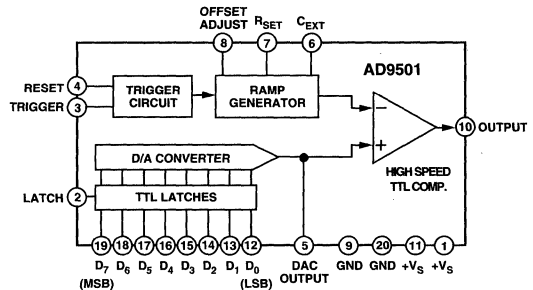 OFFSET
ADJUST
R_SET
C_EXT
8
7
6
AD9501
RESET
4
TRIGGER
3
TRIGGER
CIRCUIT
RAMP
GENERATOR
−
+
10
OUTPUT
D/A CONVERTER
HIGH SPEED
TTL COMP.
LATCH
2
TTL LATCHES
19 18 17 16 15 14 13 12 5 9 20 11 1
D7 D6 D5 D4 D3 D2 D1 D0 DAC GND GND +VS +VS
(MSB) (LSB) OUTPUT